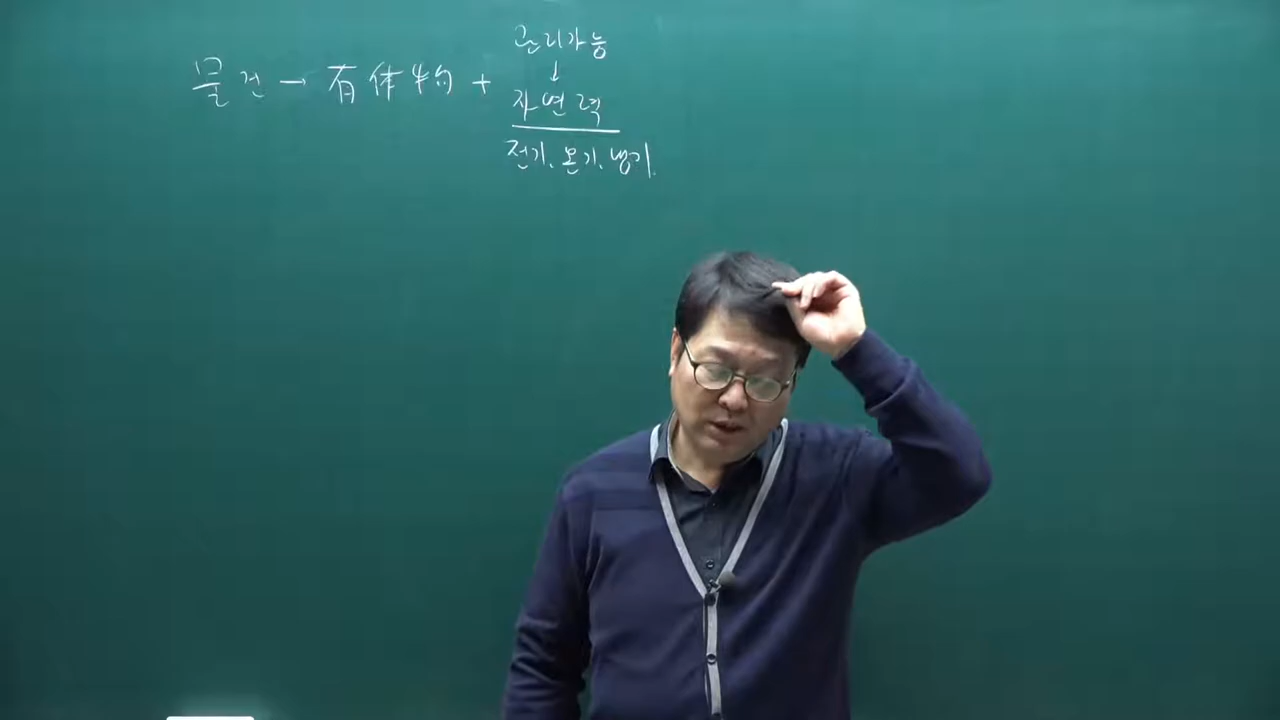 관리가능
↓
물건 → 有体物 + 자연력
전기, 온기, 냉기.